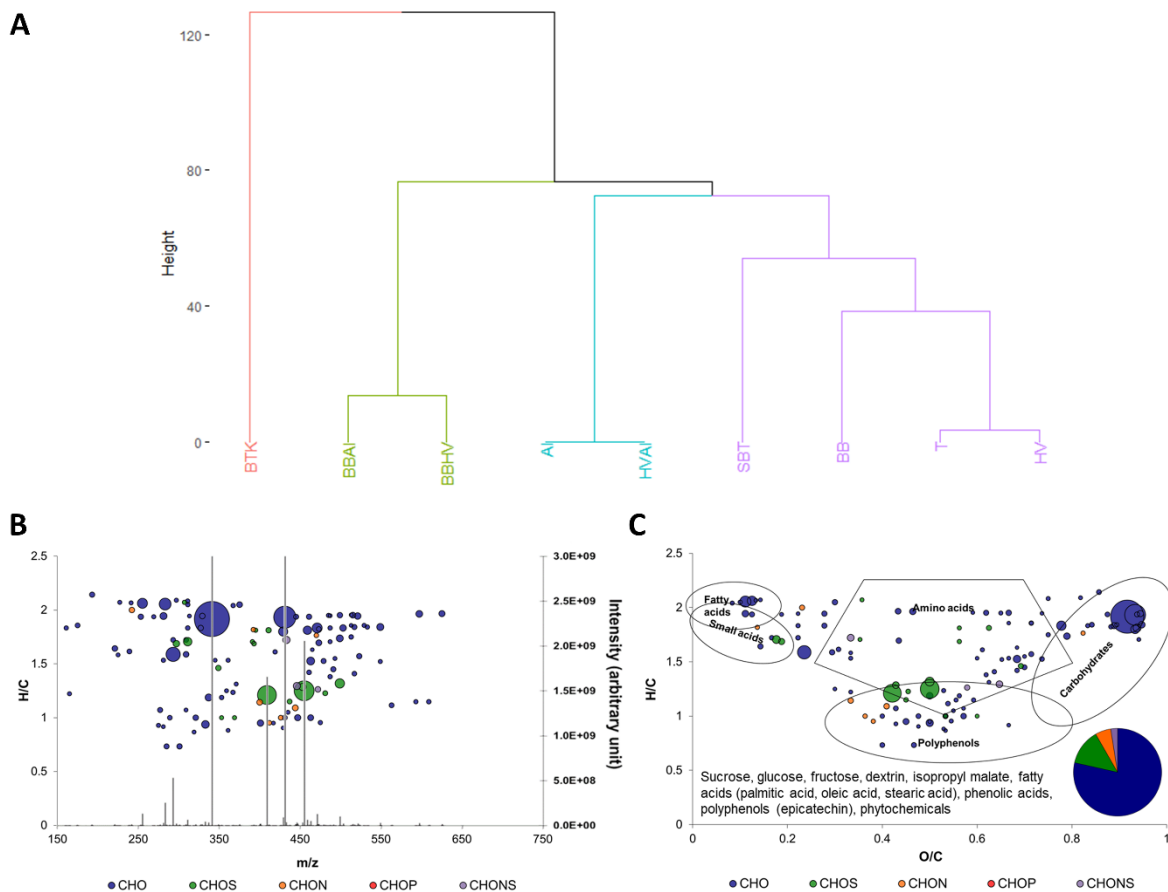 A
120
80
40
0
Height
BTK
BBAI
BBHV
AI
HVAI
SBT
BB
T
HV
B
2.5
2
1.5
1
0.5
0
H/C
3.0E+09
2.5E+09
2.0E+09
1.5E+09
1.0E+09
5.0E+08
0.0E+00
Intensity (arbitrary unit)
150 250 350 450 550 650 750
m/z
CHO CHOS CHON CHOP CHONS
C
2.5
2
1.5
1
0.5
0
H/C
Fatty
acids
Small acids
Amino acids
Carbohydrates
Polyphenols
Sucrose, glucose, fructose, dextrin, isopropyl malate, fatty
acids (palmitic acid, oleic acid, stearic acid), phenolic acids,
polyphenols (epicatechin), phytochemicals
0 0.2 0.4 0.6 0.8 1
O/C
CHO CHOS CHON CHOP CHONS